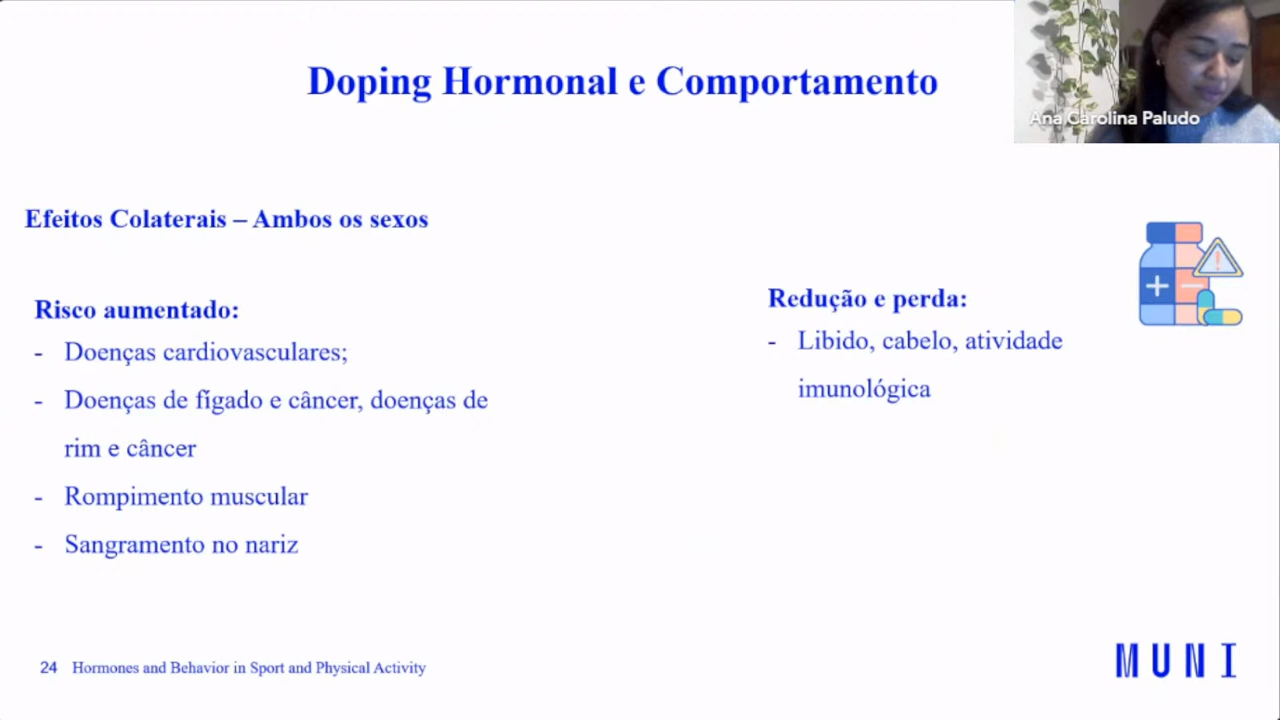 Doping Hormonal e Comportamento
Ana Carolina Paludo
Efeitos Colaterais – Ambos os sexos
Risco aumentado:
- Doenças cardiovasculares;
- Doenças de fígado e câncer, doenças de
rim e câncer
- Rompimento muscular
- Sangramento no nariz
Redução e perda:
- Libido, cabelo, atividade
imunológica
24 Hormones and Behavior in Sport and Physical Activity
MUNI